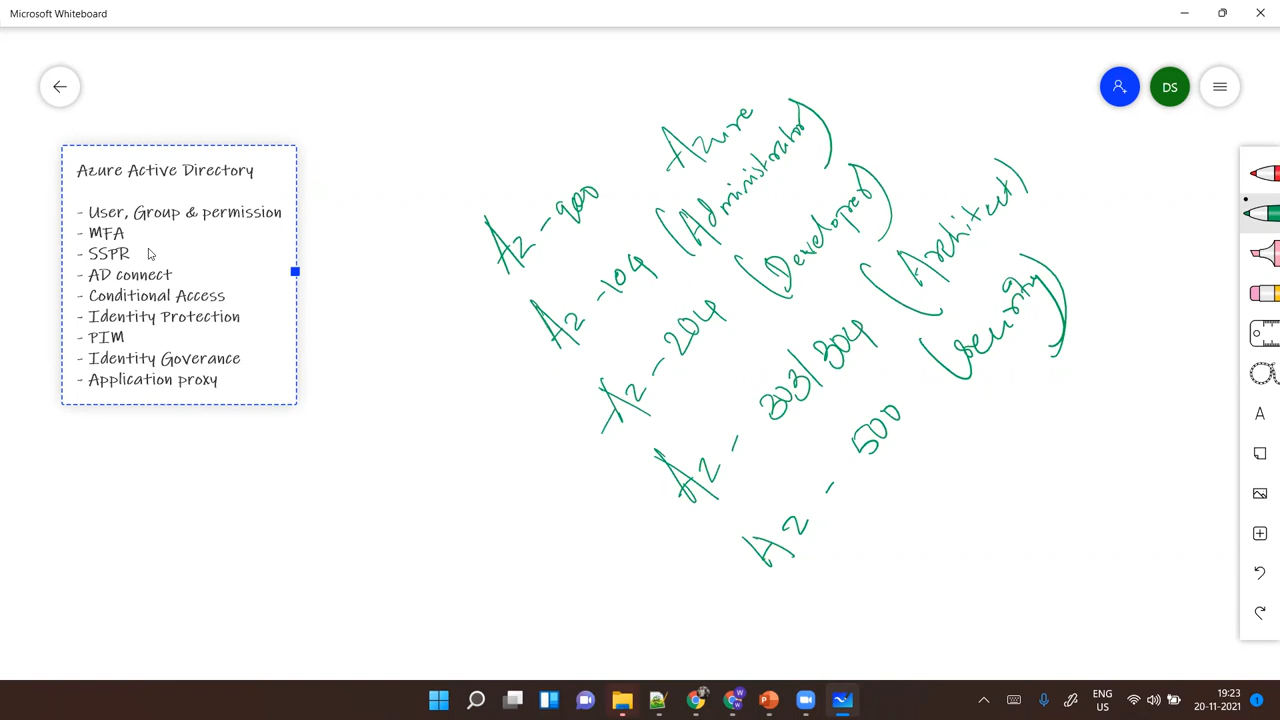 Microsoft Whiteboard
DS
Azure Active Directory
- User, Group & permission
- MFA
- SSPR
- AD connect
- Conditional Access
- Identity Protection
- PIM
- Identity Goverance
- Application proxy
Azure
AZ-900
AZ-104 (Administrator)
AZ-204 (Developer)
AZ-303/304 (Architect)
AZ-500 (Security)
A
ENG
US
19:23
20-11-2021